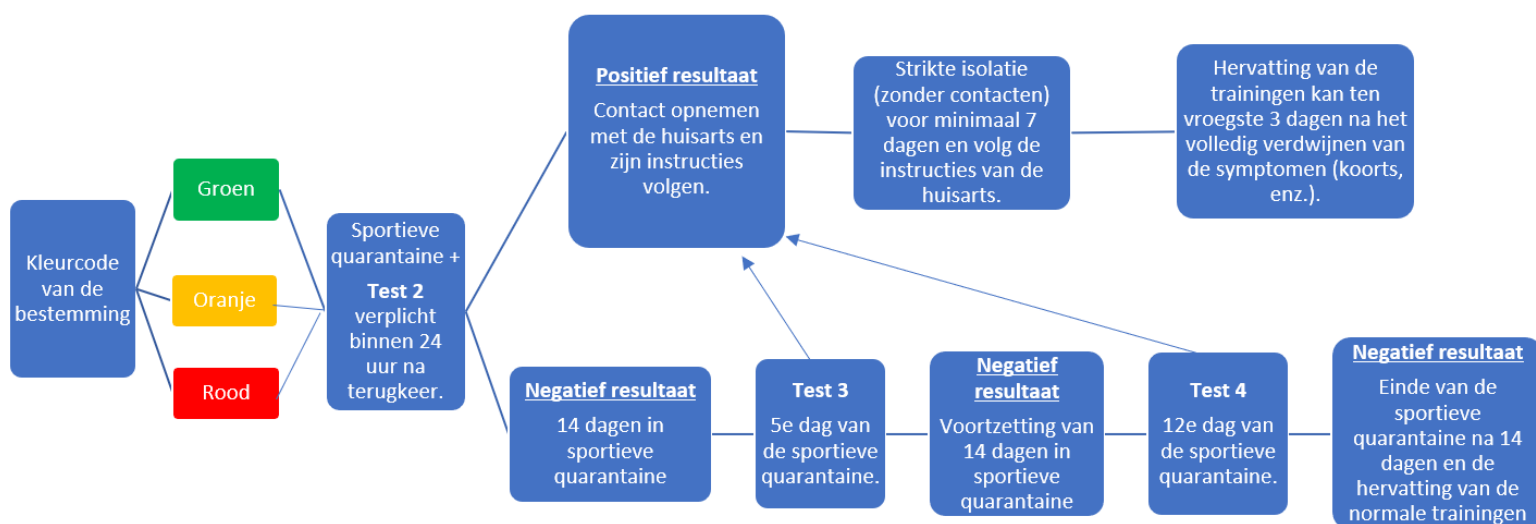 Kleurcode
van de
bestemming
Groen
Oranje
Rood
Sportieve
quarantaine +
Test 2
verplicht
binnen 24
uur na
terugkeer.
Positief resultaat
Contact opnemen
met de huisarts en
zijn instructies
volgen.
Strikte isolatie
(zonder contacten)
voor minimaal 7
dagen en volg de
instructies van de
huisarts.
Hervatting van de
trainingen kan ten
vroegste 3 dagen na het
volledig verdwijnen van
de symptomen (koorts,
enz.).
Negatief resultaat
14 dagen in
sportieve
quarantaine
Test 3
5e dag van
de sportieve
quarantaine.
Negatief
resultaat
Voortzetting van
14 dagen in
sportieve
quarantaine
Test 4
12e dag van
de sportieve
quarantaine.
Negatief resultaat
Einde van de
sportieve
quarantaine na 14
dagen en de
hervatting van de
normale trainingen